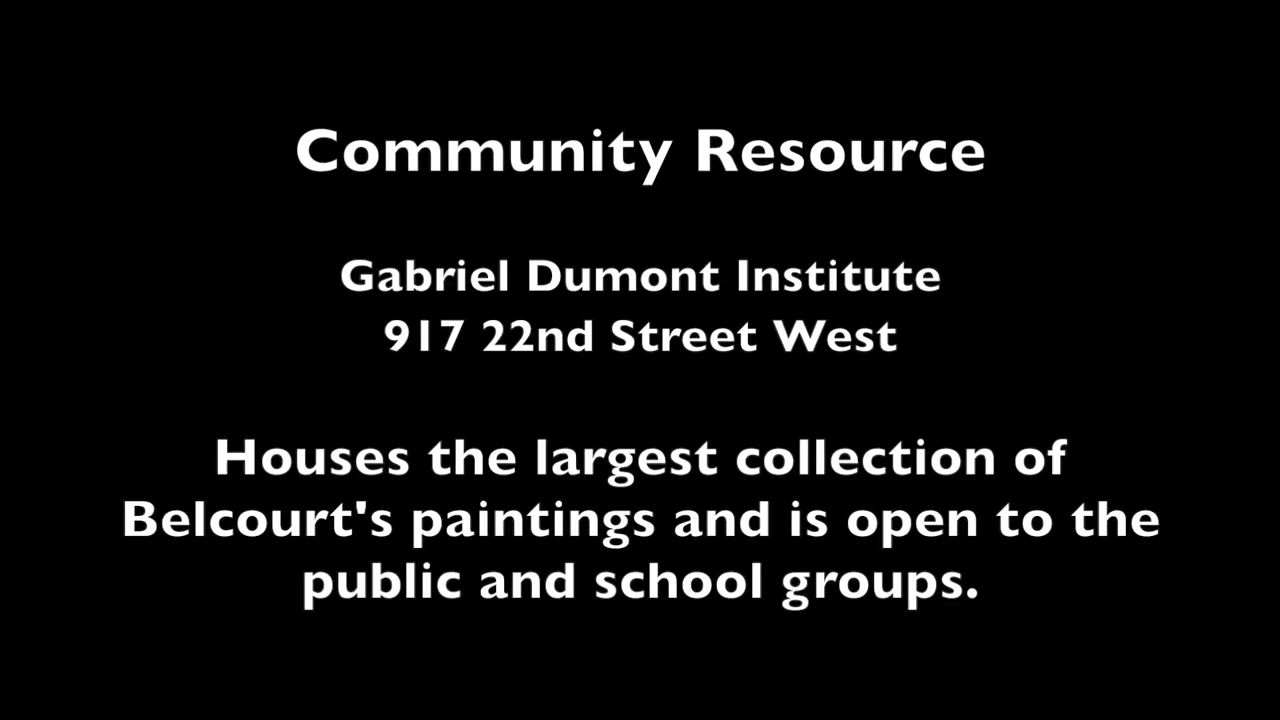 Community Resource
Gabriel Dumont Institute
917 22nd Street West
Houses the largest collection of
Belcourt's paintings and is open to the
public and school groups.